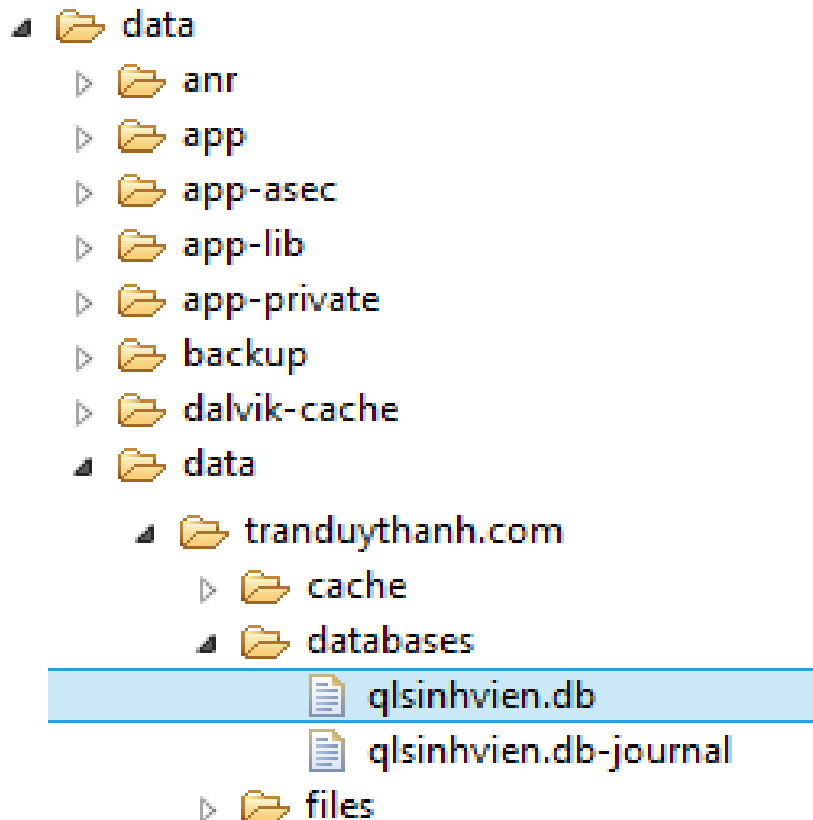 data
anr
app
app-asec
app-lib
app-private
backup
dalvik-cache
data
tranduythanh.com
cache
databases
qlsinhvien.db
qlsinhvien.db-journal
files